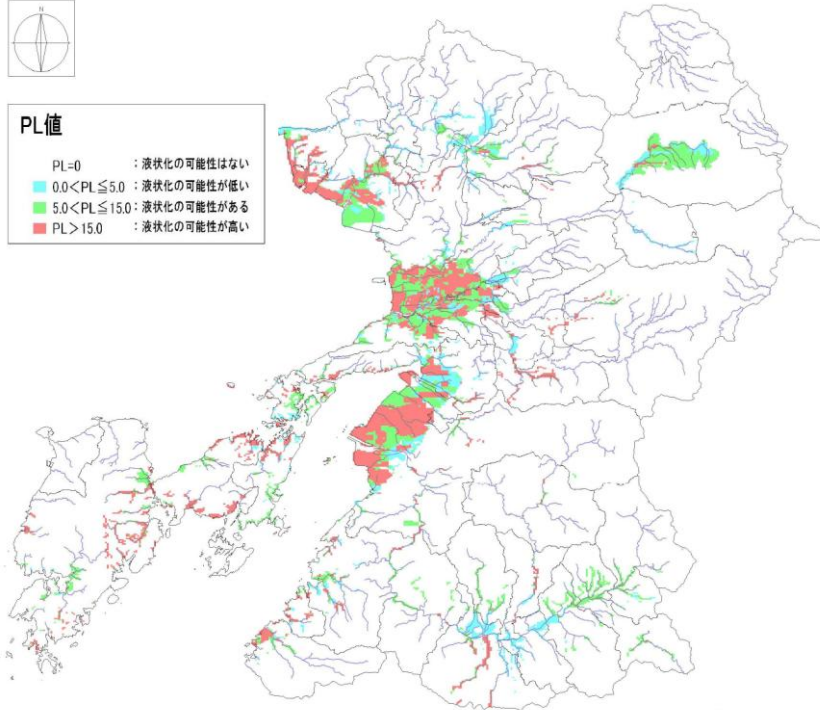 N
PL値
PL=0 : 液状化の可能性はない
0.0<PL≦5.0 : 液状化の可能性が低い
5.0<PL≦15.0 : 液状化の可能性がある
PL>15.0 : 液状化の可能性が高い